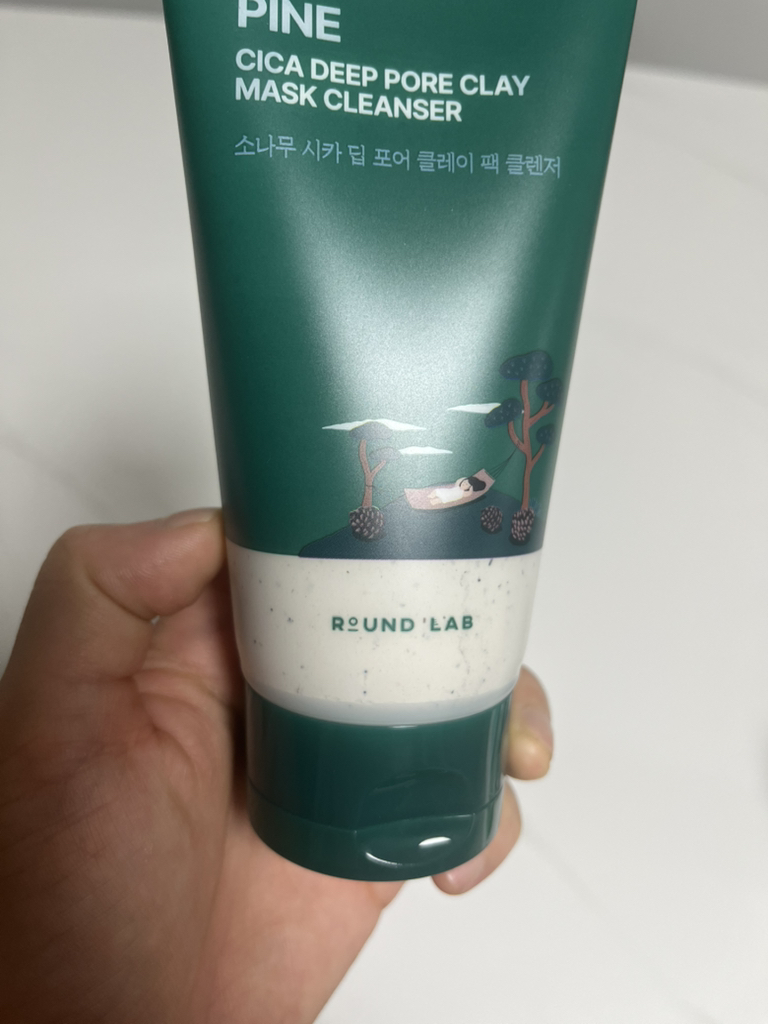 PINE
CICA DEEP PORE CLAY
MASK CLEANSER
소나무 시카 딥 포어 클레이 팩 클렌저
ROUND LAB